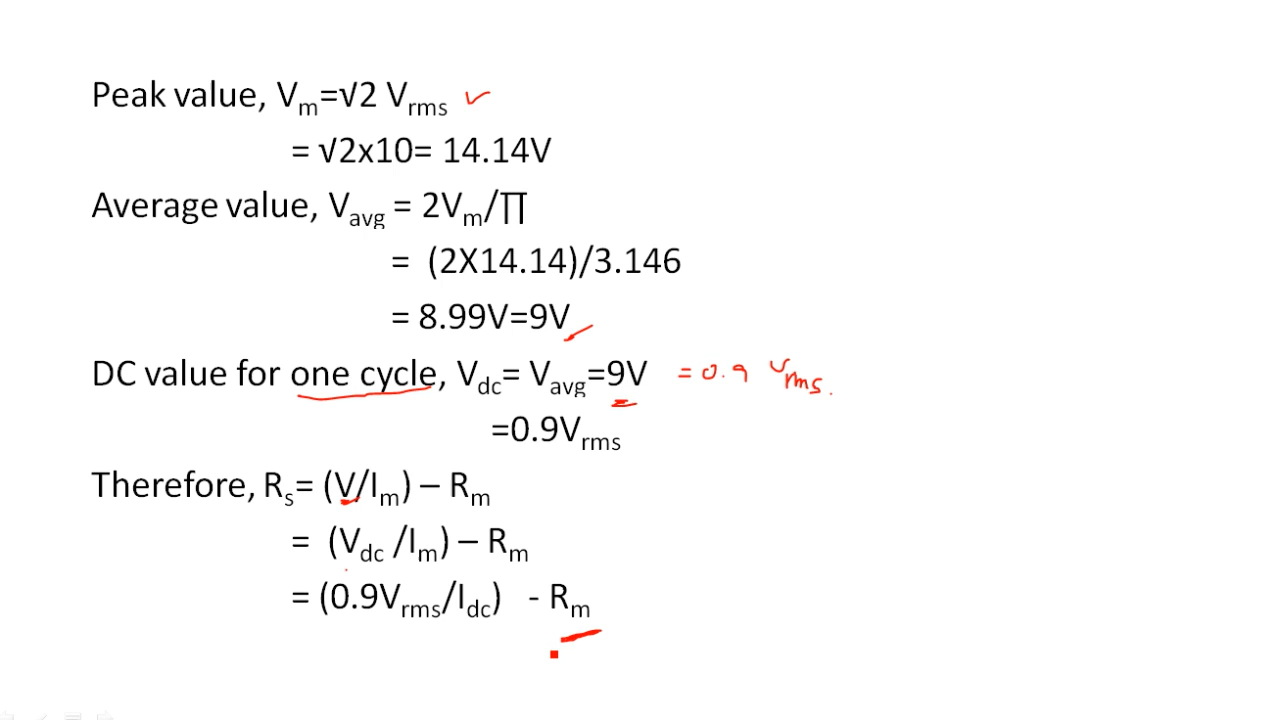 Peak value, Vm=√2 Vrms
= √2x10= 14.14V
Average value, Vavg = 2Vm/∏
= (2X14.14)/3.146
= 8.99V=9V
DC value for one cycle, Vdc= Vavg=9V = 0.9 Vrms.
=0.9Vrms
Therefore, Rs= (V/Im) – Rm
= (Vdc /Im) – Rm
= (0.9Vrms/Idc) - Rm